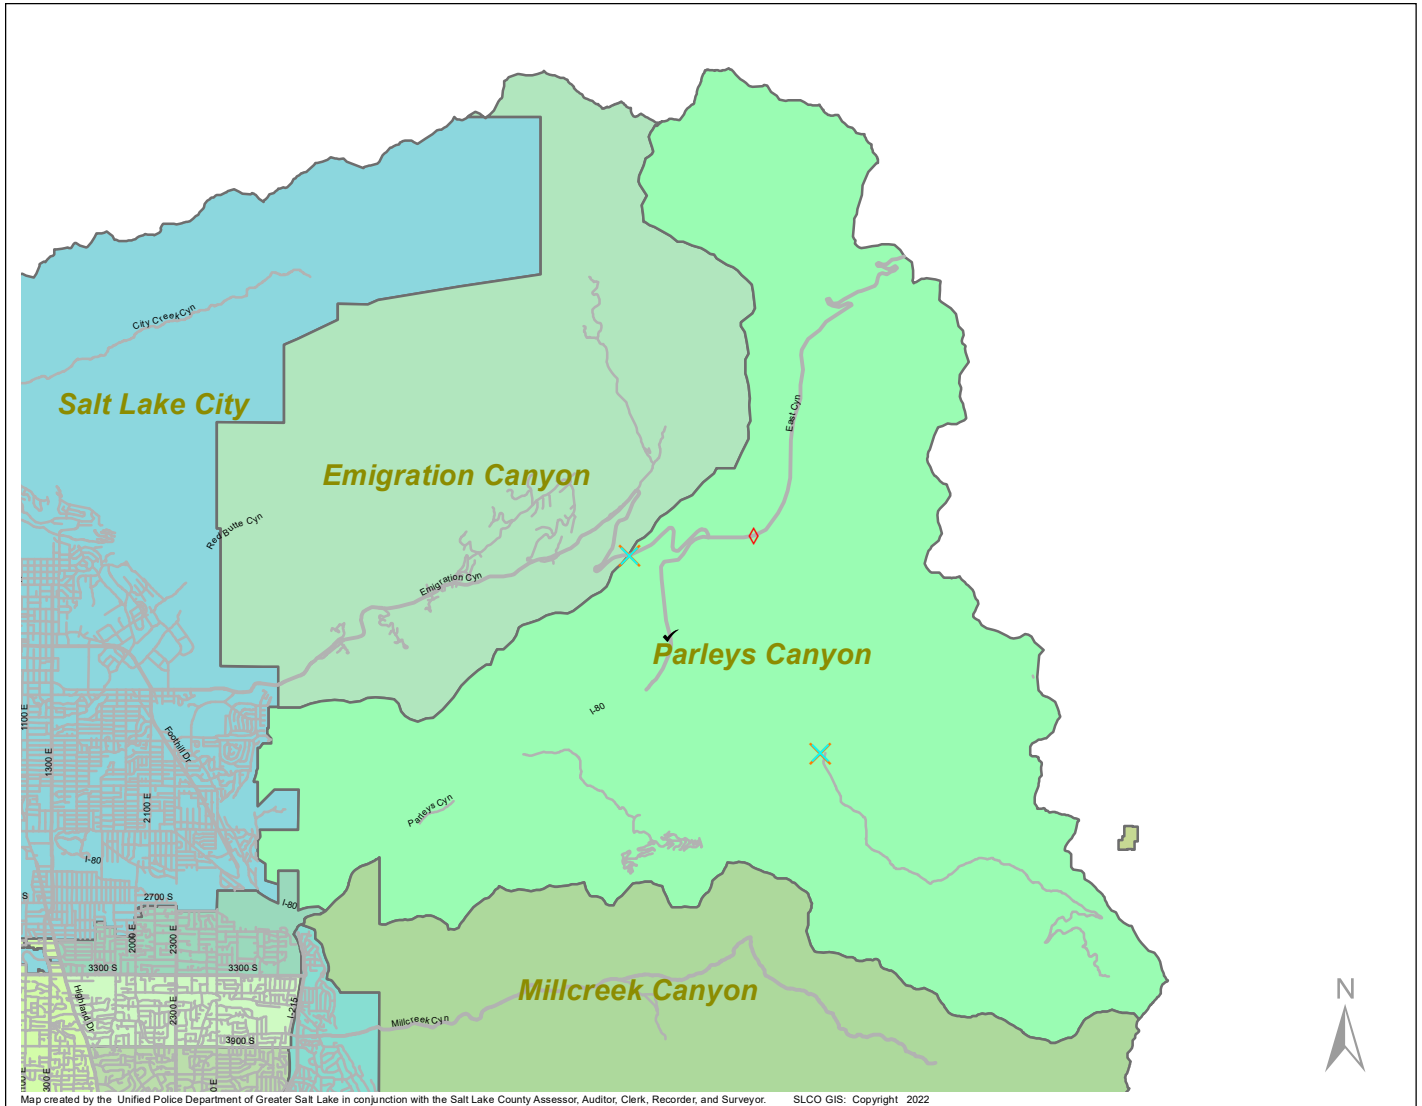 City Creek Cyn
Salt Lake City
East Cyn
Emigration Canyon
Red Butte Cyn
Emigration Cyn
Parleys Canyon
I-80
1100 E
Foothill Dr
1300 E
2100 E
Parleys Cyn
I-80
2700 S
S
I-80
2000 E
2300 E
3300 S
3300 S
Millcreek Canyon
N
Highland Dr
2300 E
I-215
Millcreek Cyn
3900 S
Map created by the Unified Police Department of Greater Salt Lake in conjunction with the Salt Lake County Assessor, Auditor, Clerk, Recorder, and Surveyor. SLCO GIS: Copyright 2022